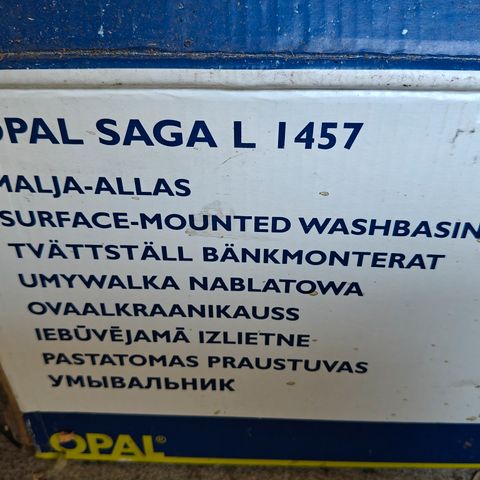 OPAL SAGA L 1457
MALJA-ALLAS
SURFACE-MOUNTED WASHBASIN
TVÄTTSTÄLL BÄNKMONTERAT
UMYWALKA NABLATOWA
OVAALKRAANIKAUSS
IEBŪVĒJAMĀ IZLIETNE
PASTATOMAS PRAUSTUVAS
УМЫВАЛЬНИК
OPAL®